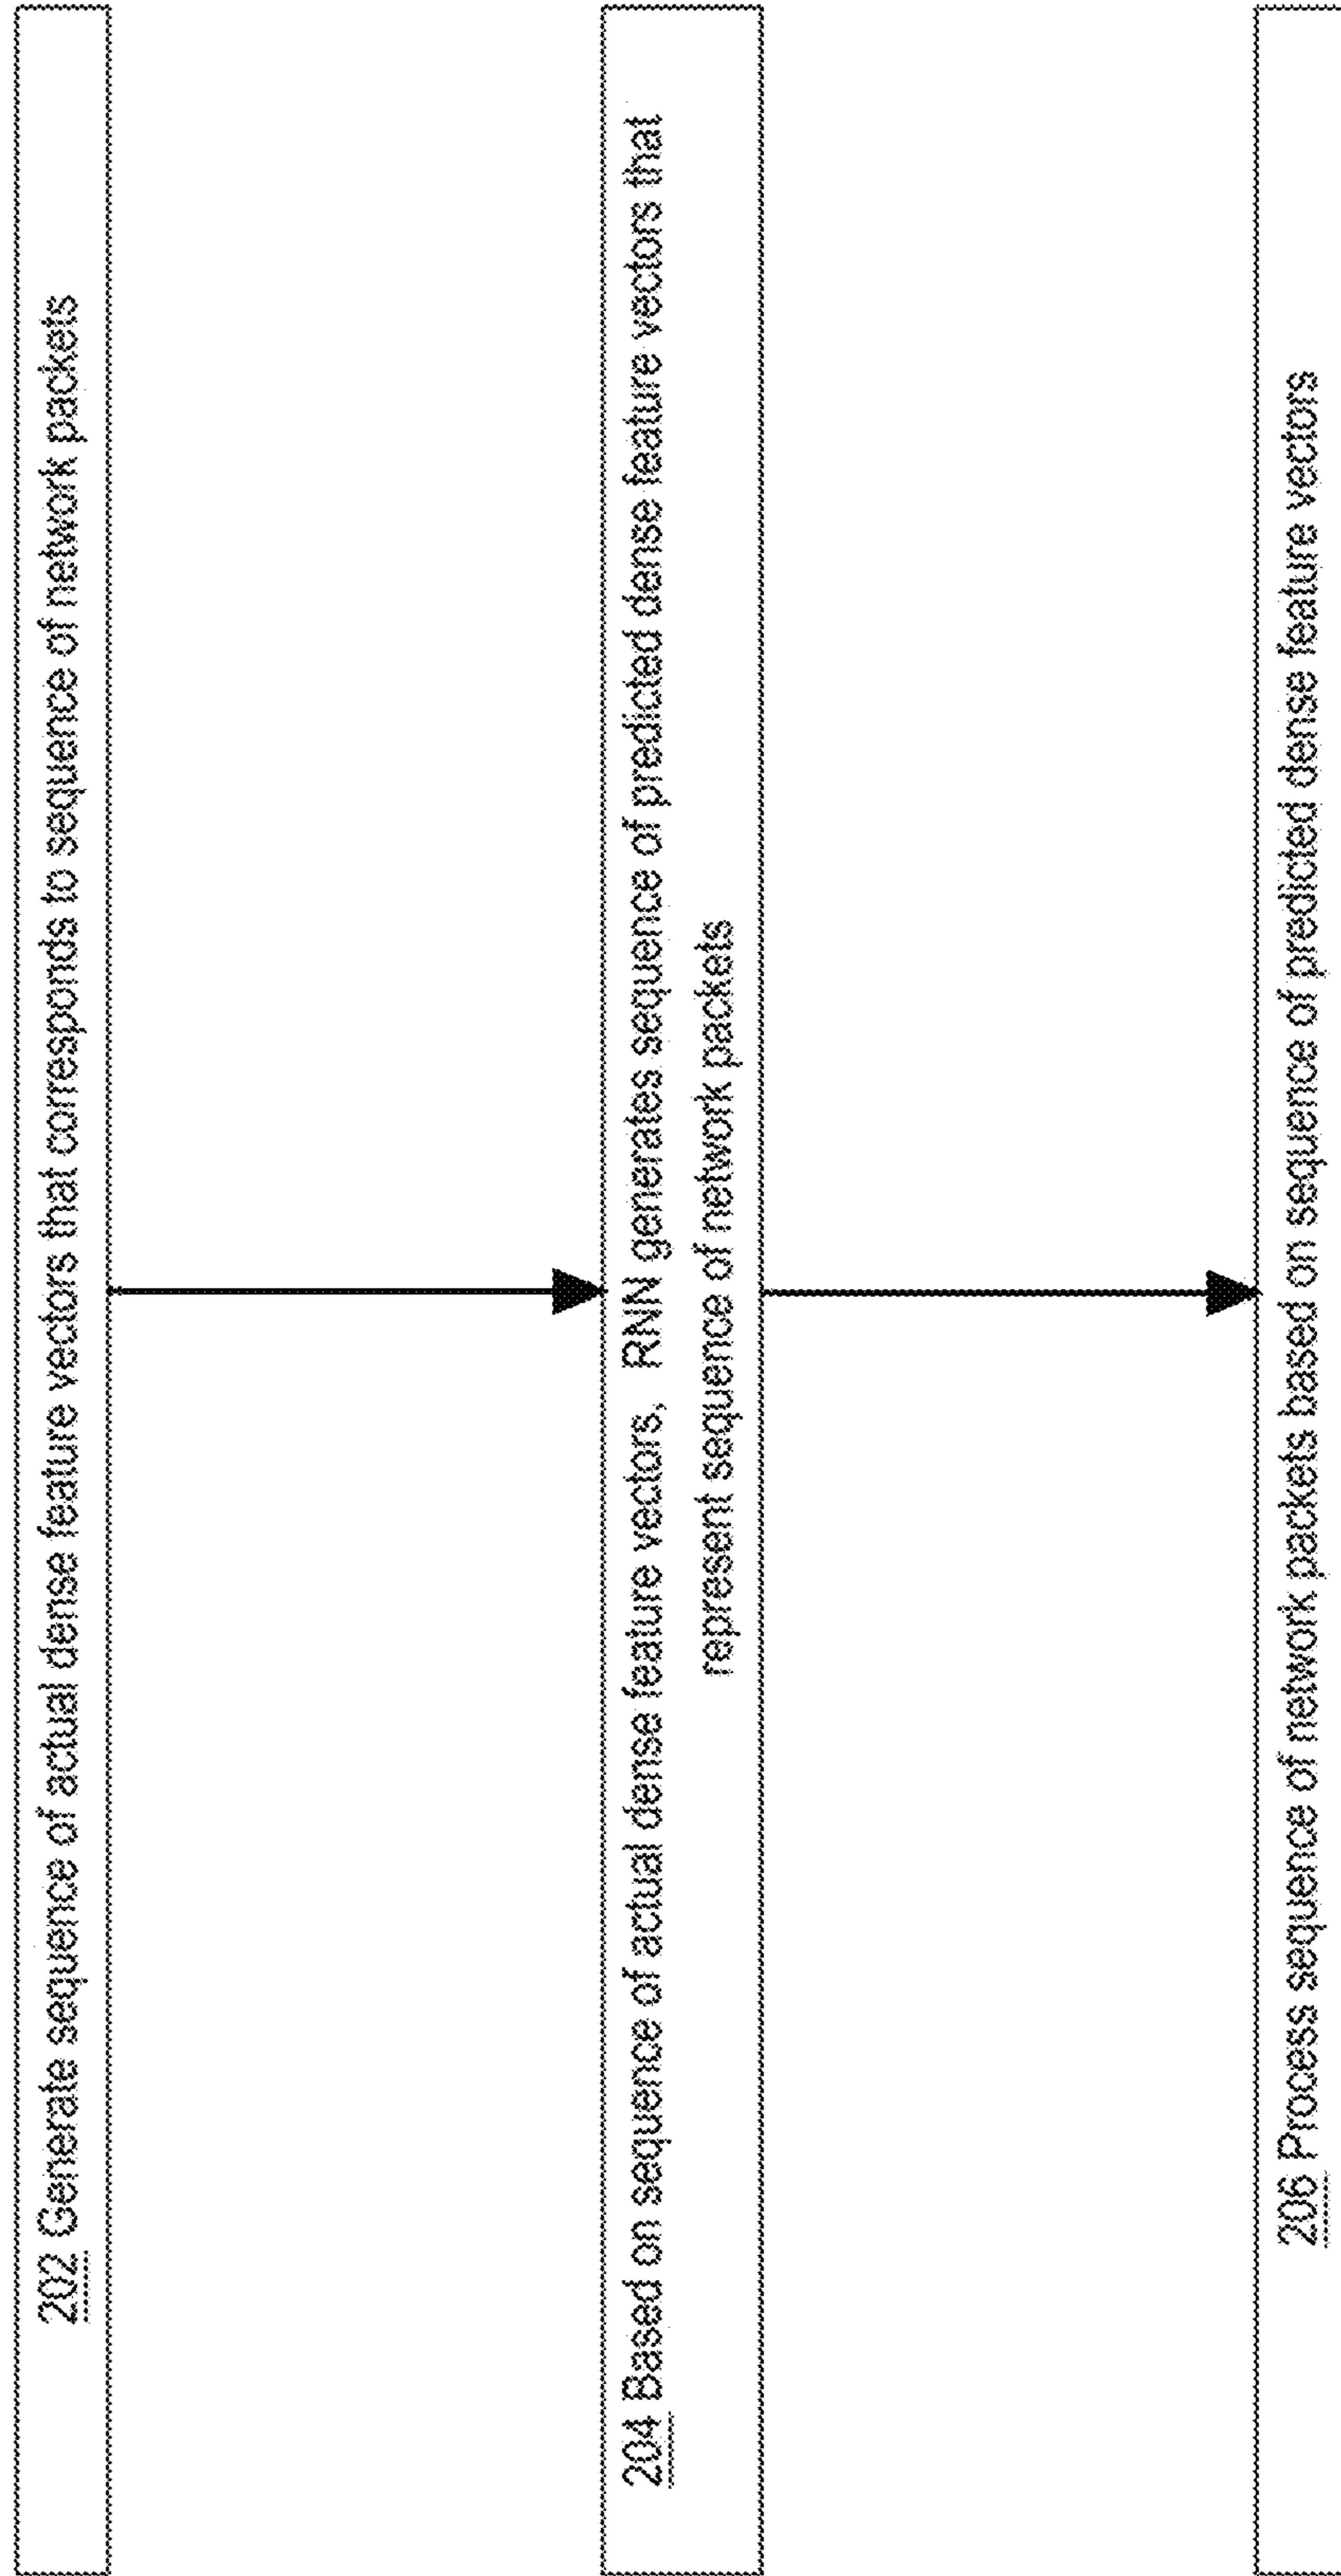 202 Generate sequence of actual dense feature vectors that corresponds to sequence of network packets
204 Based on sequence of actual dense feature vectors, RNN generates sequence of predicted dense feature vectors that
represent sequence of network packets
206 Process sequence of network packets based on sequence of predicted dense feature vectors